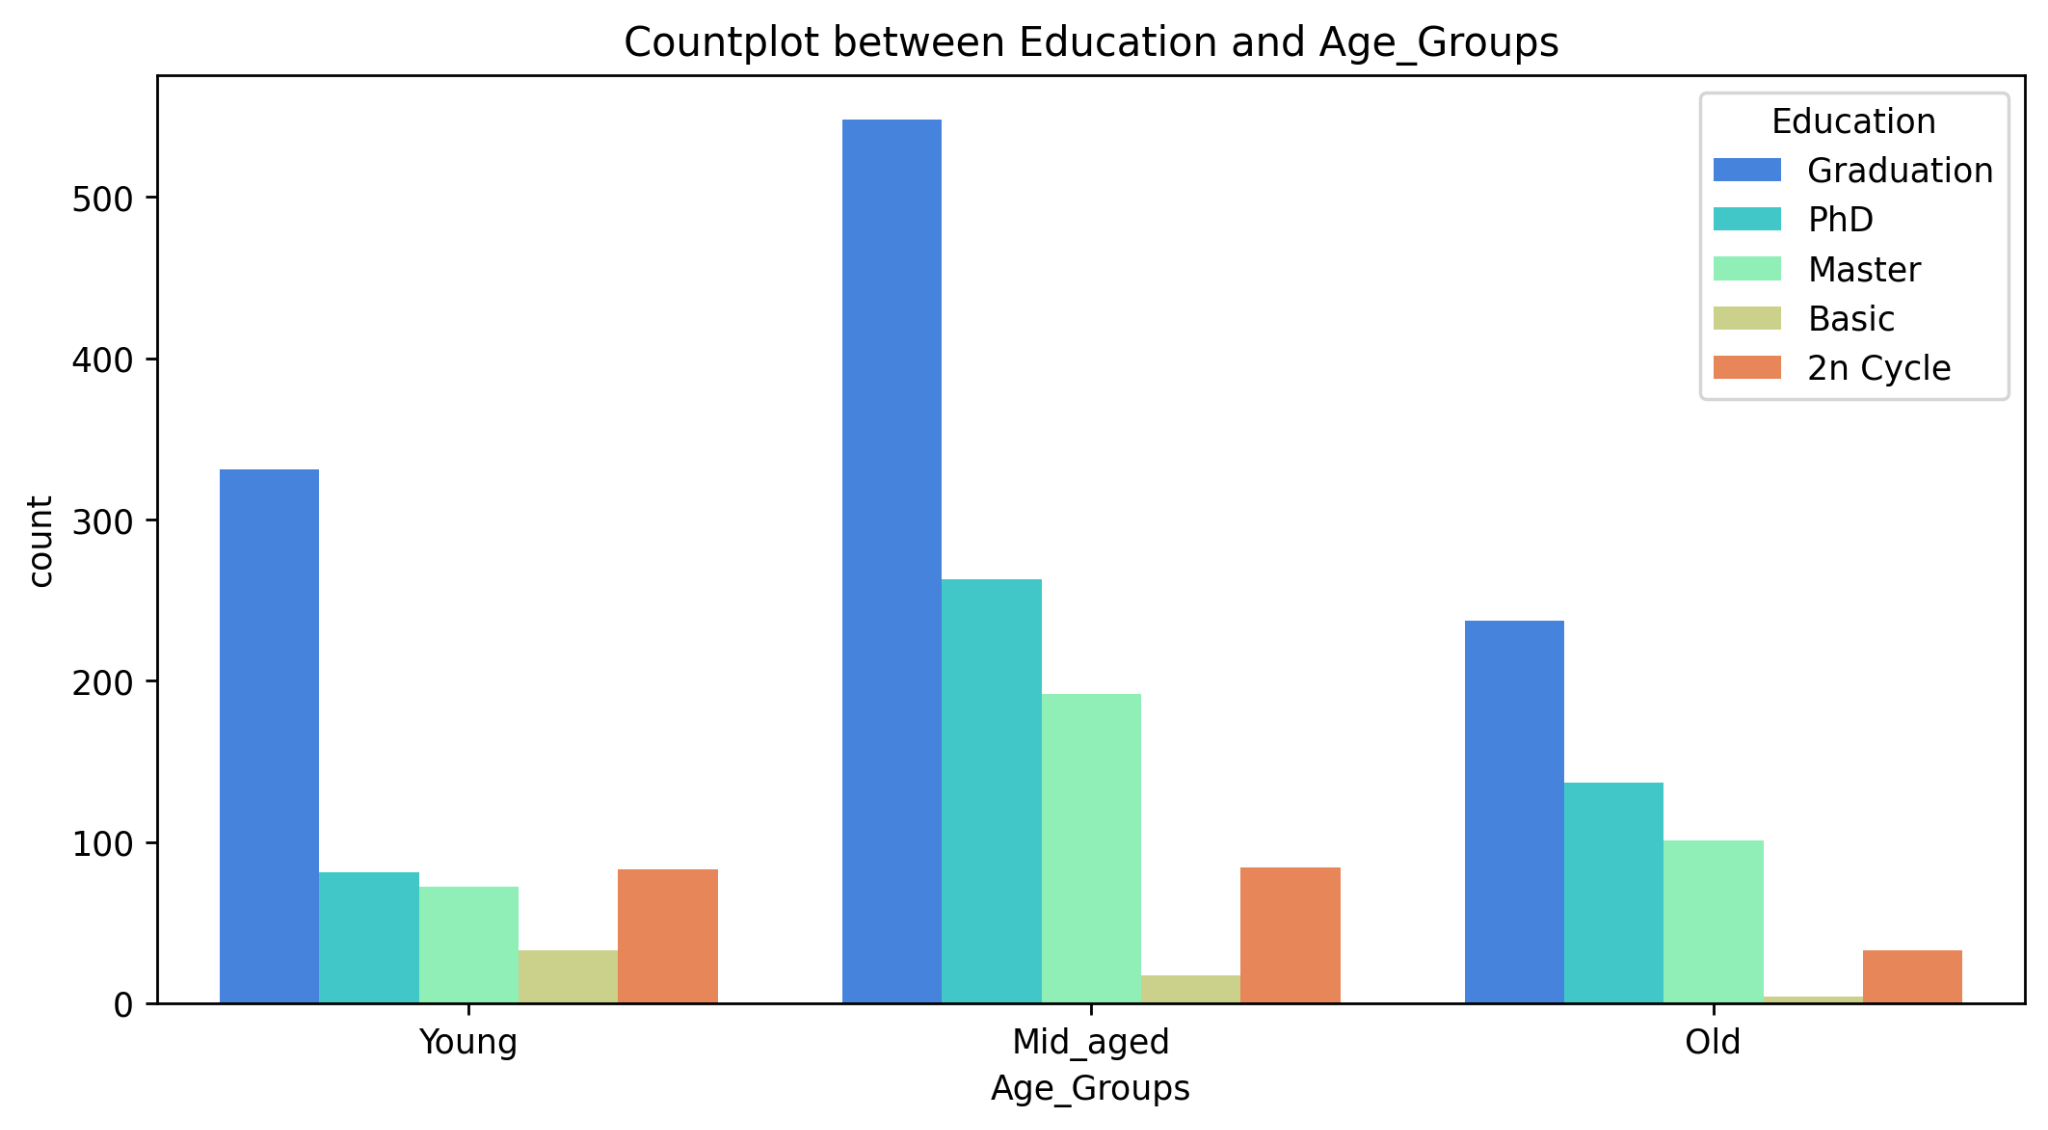 Countplot between Education and Age_Groups
Education
Graduation
PhD
Master
Basic
2n Cycle
count
500
400
300
200
100
0
Young
Mid_aged
Old
Age_Groups